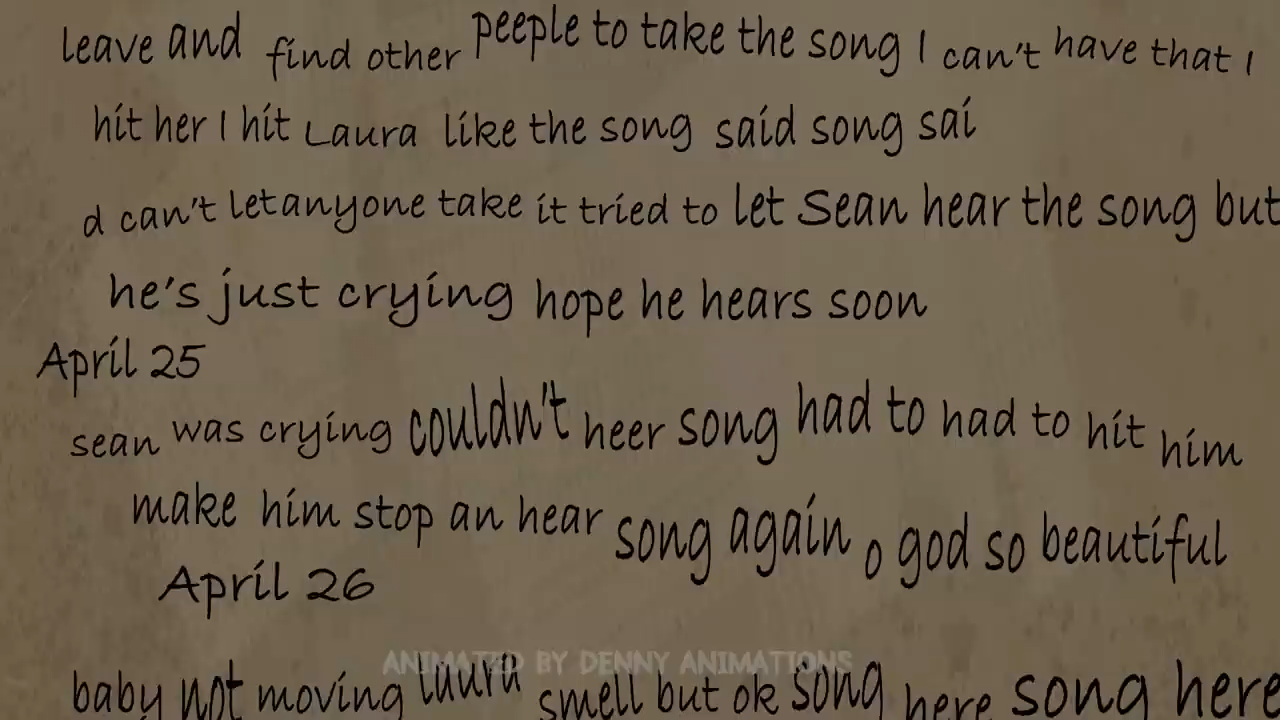 leave and find other peeple to take the song I can't have that I
hit her I hit Laura like the song said song sai
d can't letanyone take it tried to let Sean hear the song but
he's just crying hope he hears soon
April 25
sean was crying couldn't heer song had to had to hit him
make him stop an hear song again o god so beautiful
April 26
ANIMATED BY DENNY ANIMATIONS
baby not moving laura smell but ok song here song here